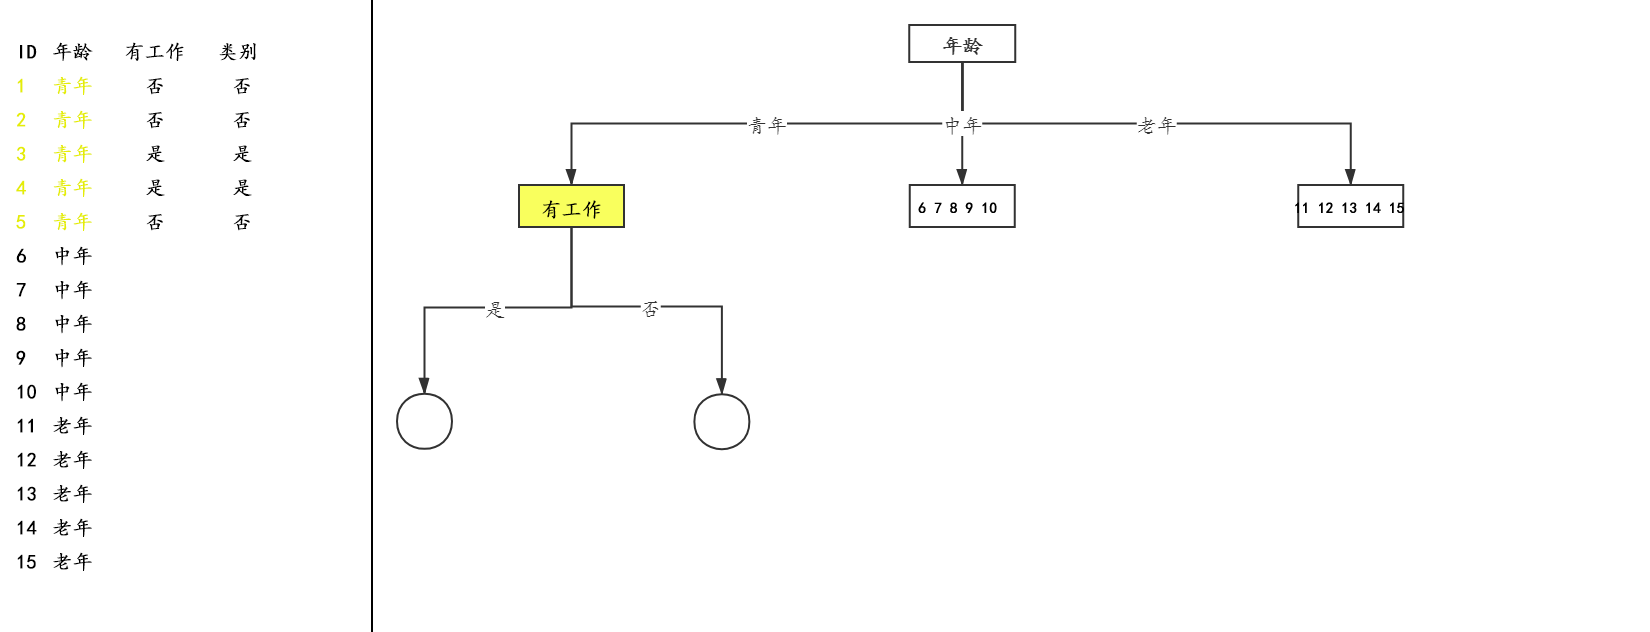 ID 年龄 有工作 类别
1 青年 否 否
2 青年 否 否
3 青年 是 是
4 青年 是 是
5 青年 否 否
6 中年
7 中年
8 中年
9 中年
10 中年
11 老年
12 老年
13 老年
14 老年
15 老年
年龄
青年 中年 老年
有工作 6 7 8 9 10 11 12 13 14 15
是 否